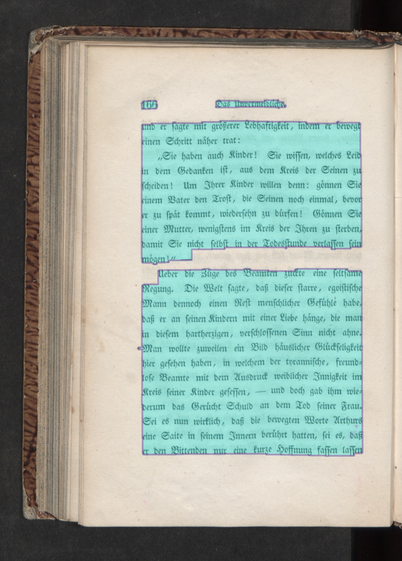 Das Unvermeidliche.
und er sagte mit größerer Lebhaftigkeit, indem er bewegt
einen Schritt näher trat:
„Sie haben auch Kinder! Sie wissen, welches Leid
in dem Gedanken ist, aus dem Kreis der Seinen zu
scheiden! Um Ihrer Kinder willen denn: gönnen Sie
einem Vater den Trost, die Seinen noch einmal, bevor
er zu spät kommt, wiedersehn zu dürfen! Gönnen Sie
einer Mutter, wenigstens im Kreis der Ihren zu sterben,
damit Sie nicht selbst in der Todesstunde verlassen sein
mögen!“
Ueber die Züge des Beamten zuckte eine seltsame
Regung. Die Welt sagte, daß dieser starre, egoistische
Mann dennoch einen Rest menschlicher Gefühle habe,
daß er an seinen Kindern mit einer Liebe hänge, die man
in diesem hartherzigen, verschlossenen Sinn nicht ahne.
Man wollte zuweilen ein Bild häuslicher Glückseligkeit
hier gesehen haben, in welchem der tyrannische, freund-
lose Beamte mit dem Ausdruck weiblicher Innigkeit im
Kreis seiner Kinder gesessen, — und doch gab ihm wie-
derum das Gerücht Schuld an dem Tod seiner Frau.
Sei es nun wirklich, daß die bewegten Worte Arthurs
eine Saite in seinem Innern berührt hatten, sei es, daß
er den Bittenden nur eine kurze Hoffnung fassen lassen